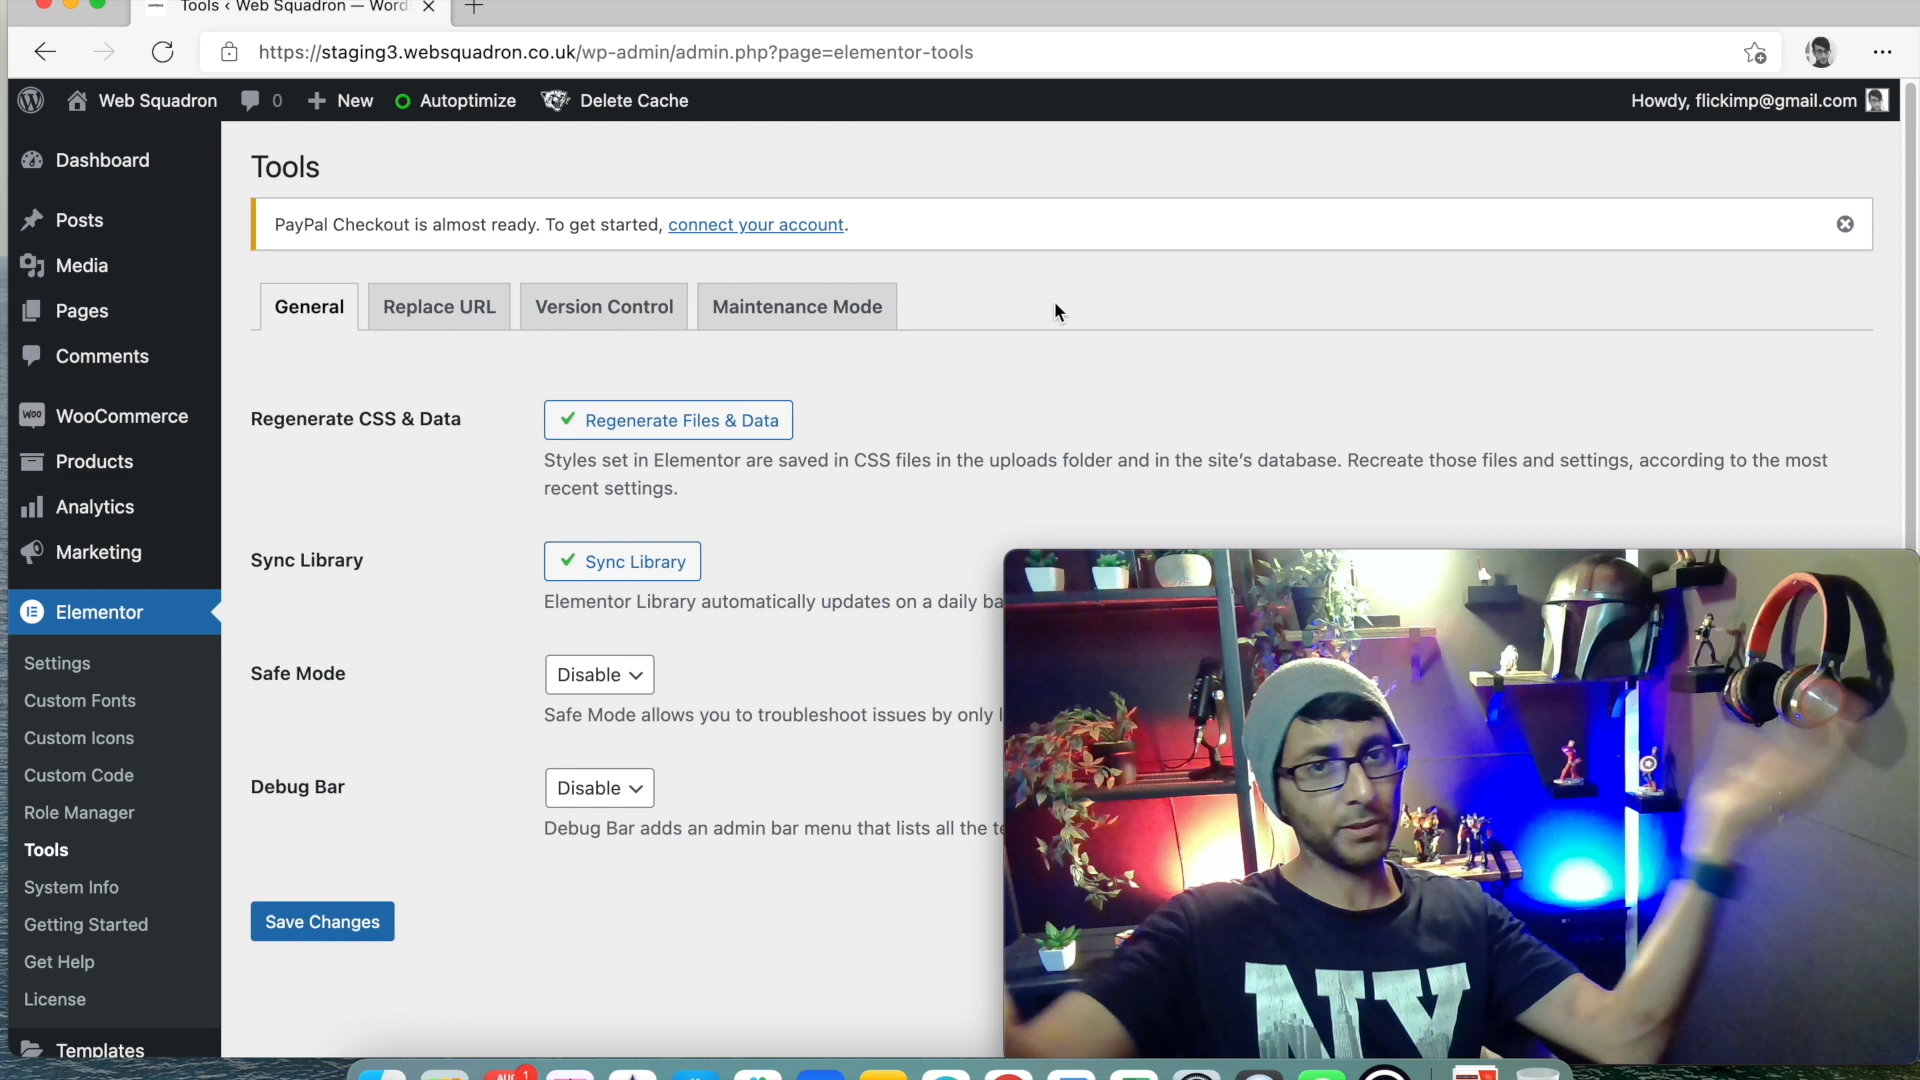 Tools ‹ Web Squadron — Word
https://staging3.websquadron.co.uk/wp-admin/admin.php?page=elementor-tools
Web Squadron 0 New Autoptimize Delete Cache Howdy, flickimp@gmail.com
Dashboard
Posts
Media
Pages
Comments
WOO WooCommerce
Products
Analytics
Marketing
Elementor
Settings
Custom Fonts
Custom Icons
Custom Code
Role Manager
Tools
System Info
Getting Started
Get Help
License
Templates
Tools
PayPal Checkout is almost ready. To get started, connect your account.
General Replace URL Version Control Maintenance Mode
Regenerate CSS & Data Regenerate Files & Data
Styles set in Elementor are saved in CSS files in the uploads folder and in the site's database. Recreate those files and settings, according to the most
recent settings.
Sync Library Sync Library
Elementor Library automatically updates on a daily ba
Safe Mode Disable
Safe Mode allows you to troubleshoot issues by only l
Debug Bar Disable
Debug Bar adds an admin bar menu that lists all the te
Save Changes
NY
AUG 1